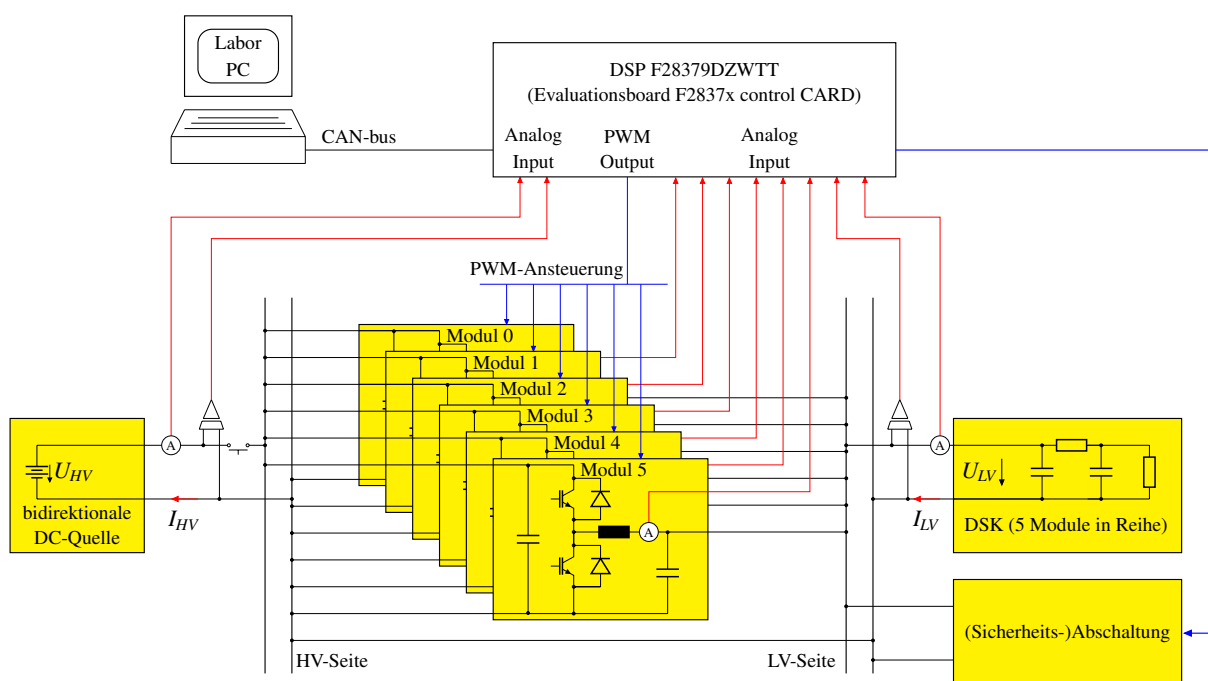 Labor
PC
DSP F28379DZWTT
(Evaluationsboard F2837x control CARD)
CAN-bus
Analog
Input
PWM
Output
Analog
Input
PWM-Ansteuerung
Modul 0
Modul 1
Modul 2
Modul 3
Modul 4
Modul 5
A
U_HV
bidirektionale
DC-Quelle
I_HV
A
A
U_LV
I_LV
DSK (5 Module in Reihe)
(Sicherheits-)Abschaltung
HV-Seite
LV-Seite